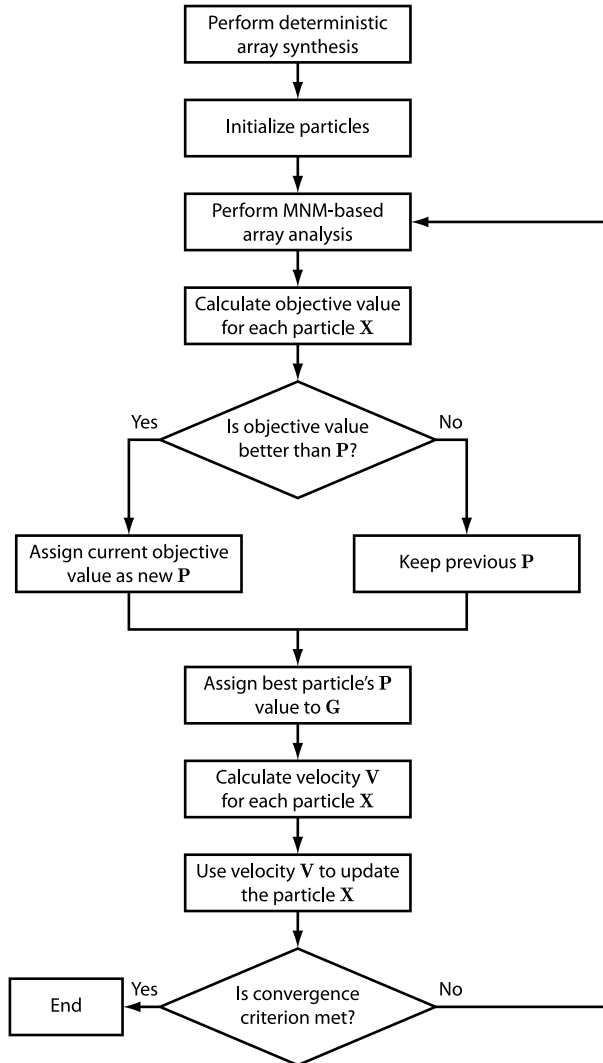 Perform deterministic
array synthesis
Initialize particles
Perform MNM-based
array analysis
Calculate objective value
for each particle X
Yes
No
Is objective value
better than P?
Assign current objective
value as new P
Keep previous P
Assign best particle's P
value to G
Calculate velocity V
for each particle X
Use velocity V to update
the particle X
End
Yes
Is convergence
criterion met?
No